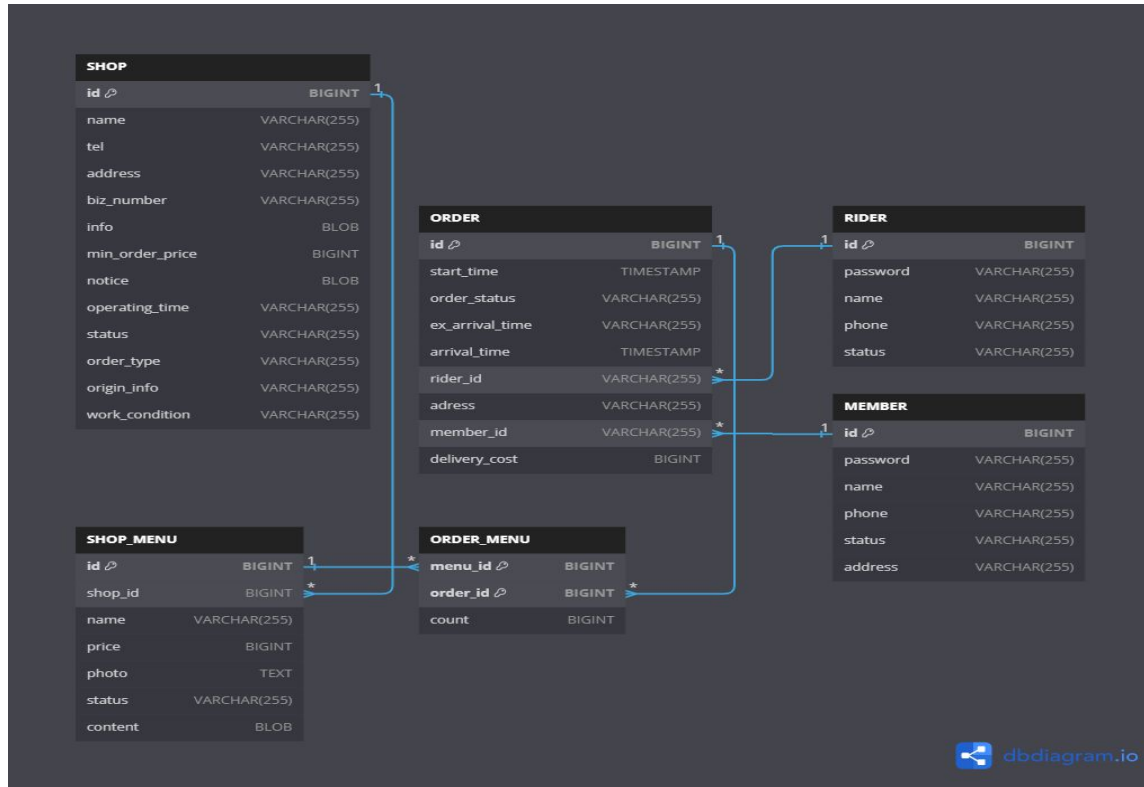 SHOP
id BIGINT 1
name VARCHAR(255)
tel VARCHAR(255)
address VARCHAR(255)
biz_number VARCHAR(255)
info BLOB
min_order_price BIGINT
notice BLOB
operating_time VARCHAR(255)
status VARCHAR(255)
order_type VARCHAR(255)
origin_info VARCHAR(255)
work_condition VARCHAR(255)
ORDER
id BIGINT 1
start_time TIMESTAMP
order_status VARCHAR(255)
ex_arrival_time VARCHAR(255)
arrival_time TIMESTAMP
rider_id VARCHAR(255) *
adress VARCHAR(255)
member_id VARCHAR(255) *
delivery_cost BIGINT
RIDER
1 id BIGINT
password VARCHAR(255)
name VARCHAR(255)
phone VARCHAR(255)
status VARCHAR(255)
MEMBER
1 id BIGINT
password VARCHAR(255)
name VARCHAR(255)
phone VARCHAR(255)
status VARCHAR(255)
address VARCHAR(255)
SHOP_MENU
id BIGINT 1
shop_id BIGINT *
name VARCHAR(255)
price BIGINT
photo TEXT
status VARCHAR(255)
content BLOB
ORDER_MENU
* menu_id BIGINT
order_id BIGINT *
count BIGINT
dbdiagram.io